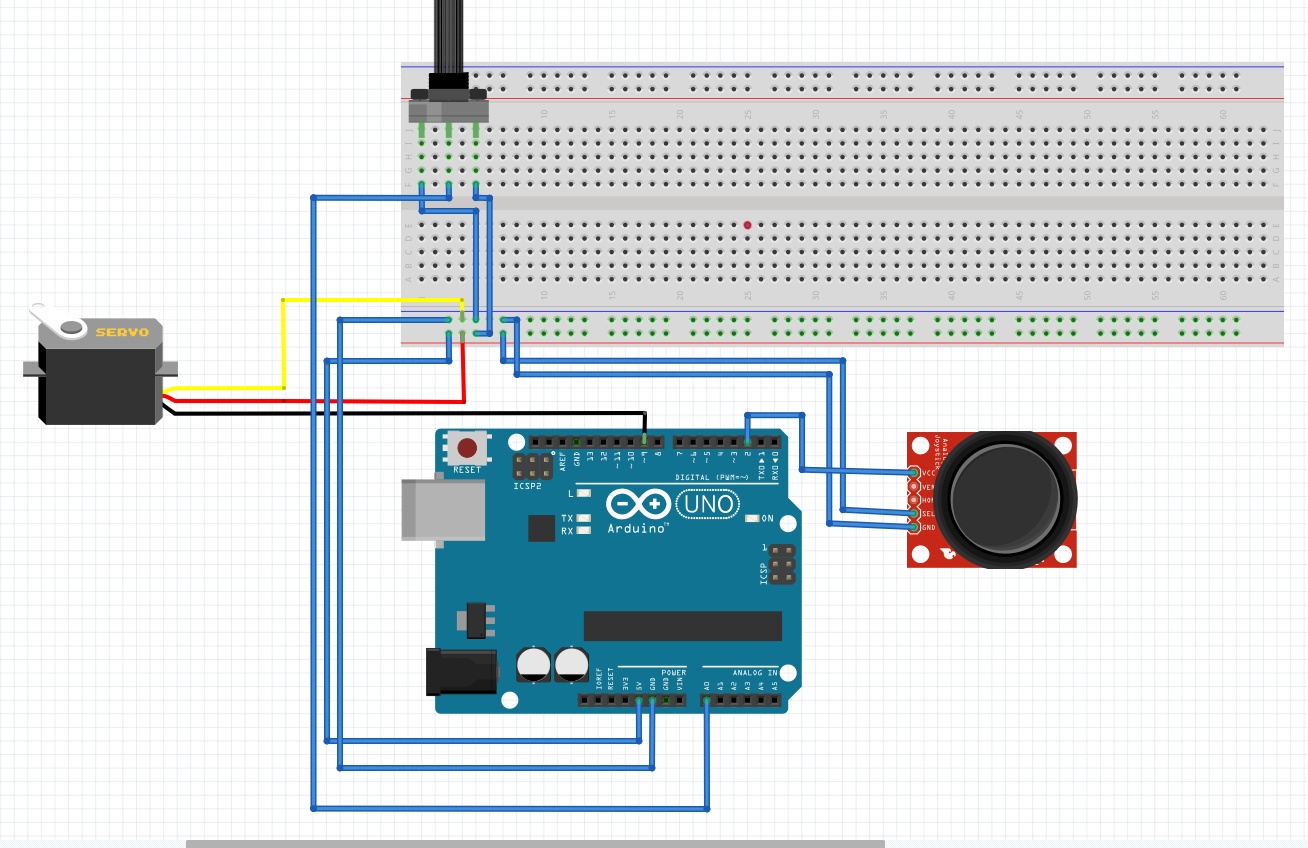 10 15 20 25 30 35 40 45 50 55 60
J J
I I
H H
G G
F F
E E
D D
C C
B B
A A
10 15 20 25 30 35 40 45 50 55 60
SERVO
RESET
ICSP2
AREF
GND
13
12
~11
~10
~9
8
7
~6
~5
4
~3
2
TX0▶1
RX0◀0
DIGITAL (PWM=~)
L
TX
RX
Arduino™
UNO
ON
1
ICSP
IOREF
RESET
3V3
5V
GND
GND
VIN
POWER
A0
A1
A2
A3
A4
A5
ANALOG IN
Joystick
VCC
VER
HOR
SEL
GND